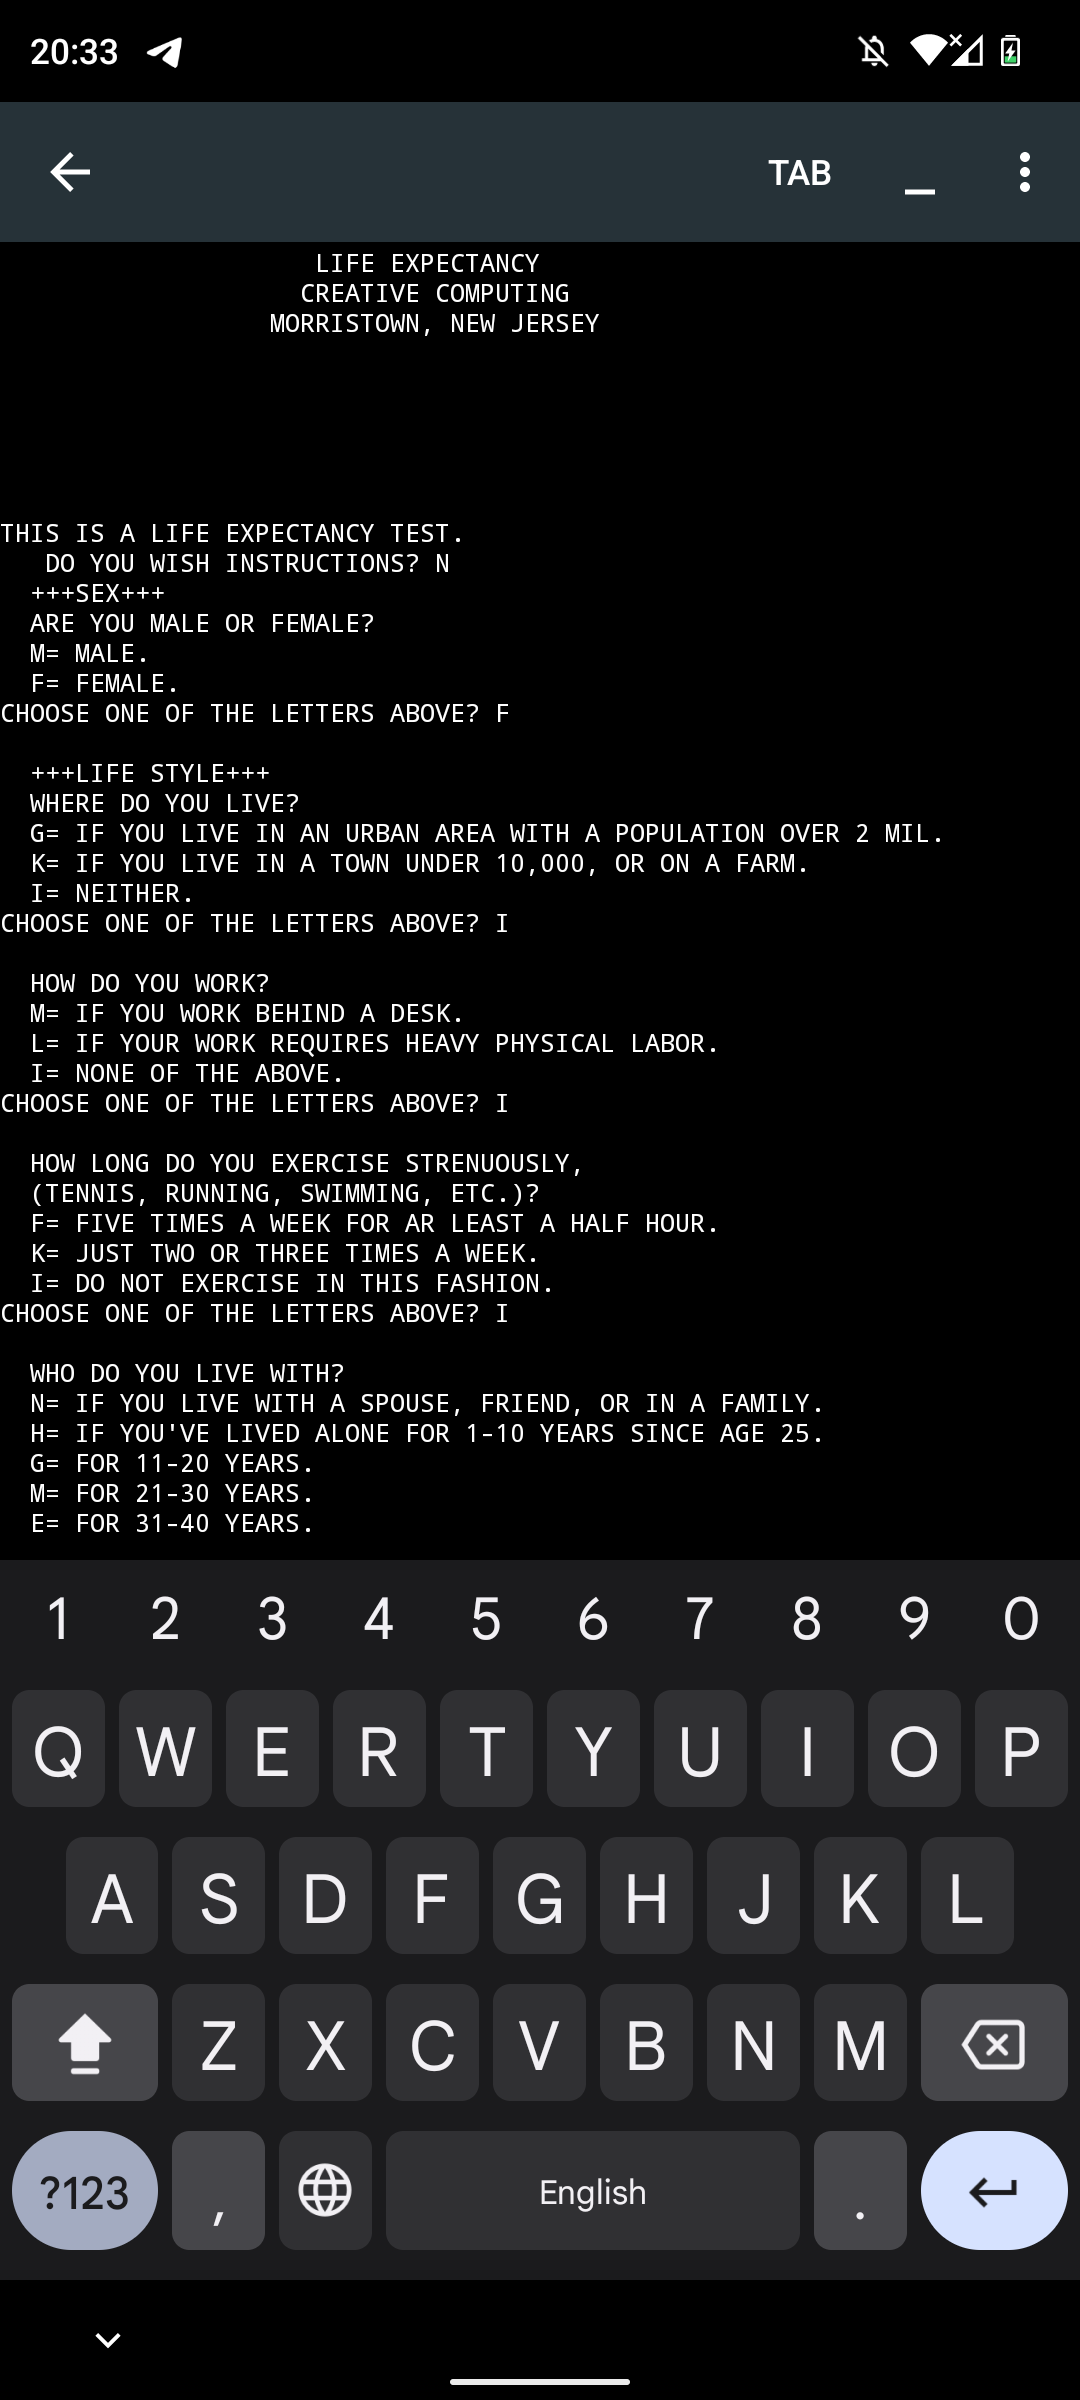 20:33
TAB _
LIFE EXPECTANCY
CREATIVE COMPUTING
MORRISTOWN, NEW JERSEY
THIS IS A LIFE EXPECTANCY TEST.
DO YOU WISH INSTRUCTIONS? N
+++SEX+++
ARE YOU MALE OR FEMALE?
M= MALE.
F= FEMALE.
CHOOSE ONE OF THE LETTERS ABOVE? F
+++LIFE STYLE+++
WHERE DO YOU LIVE?
G= IF YOU LIVE IN AN URBAN AREA WITH A POPULATION OVER 2 MIL.
K= IF YOU LIVE IN A TOWN UNDER 10,000, OR ON A FARM.
I= NEITHER.
CHOOSE ONE OF THE LETTERS ABOVE? I
HOW DO YOU WORK?
M= IF YOU WORK BEHIND A DESK.
L= IF YOUR WORK REQUIRES HEAVY PHYSICAL LABOR.
I= NONE OF THE ABOVE.
CHOOSE ONE OF THE LETTERS ABOVE? I
HOW LONG DO YOU EXERCISE STRENUOUSLY,
(TENNIS, RUNNING, SWIMMING, ETC.)?
F= FIVE TIMES A WEEK FOR AR LEAST A HALF HOUR.
K= JUST TWO OR THREE TIMES A WEEK.
I= DO NOT EXERCISE IN THIS FASHION.
CHOOSE ONE OF THE LETTERS ABOVE? I
WHO DO YOU LIVE WITH?
N= IF YOU LIVE WITH A SPOUSE, FRIEND, OR IN A FAMILY.
H= IF YOU'VE LIVED ALONE FOR 1-10 YEARS SINCE AGE 25.
G= FOR 11-20 YEARS.
M= FOR 21-30 YEARS.
E= FOR 31-40 YEARS.
1 2 3 4 5 6 7 8 9 0
Q W E R T Y U I O P
A S D F G H J K L
Z X C V B N M
?123 , English .